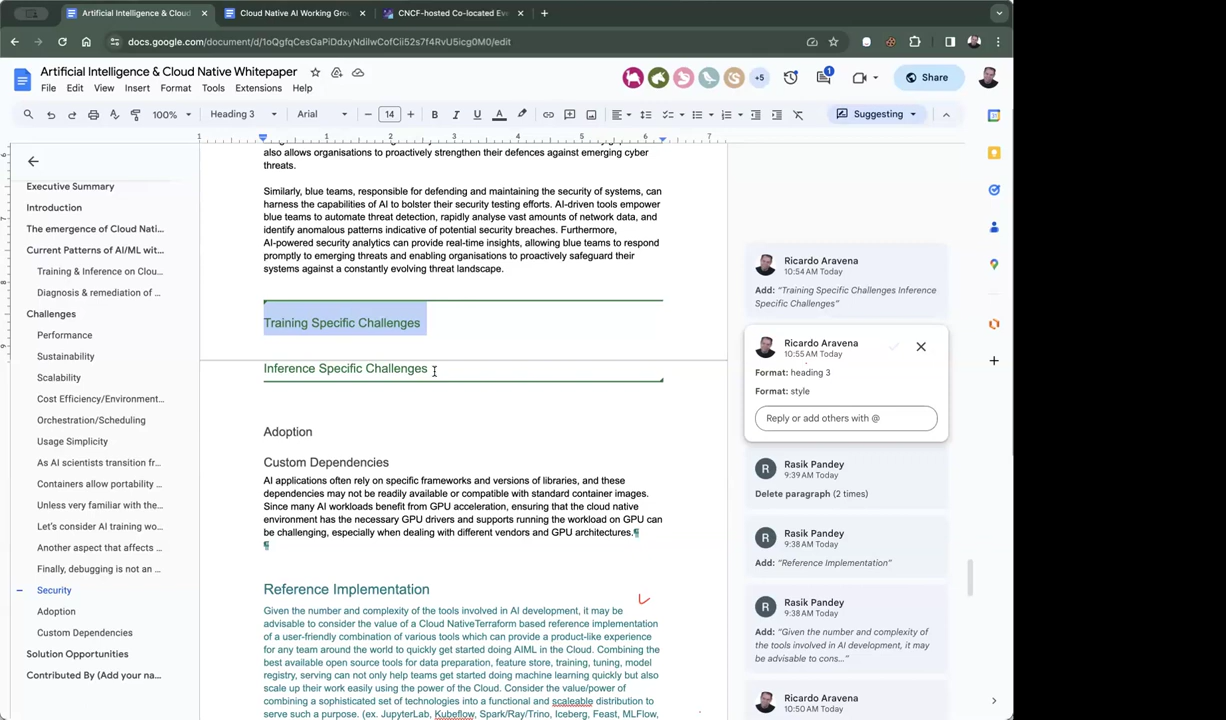 Artificial Intelligence & Cloud
Cloud Native AI Working Gro
CNCF-hosted Co-located Eve
docs.google.com/document/d/1oQgfqCesGaPiDdxyNdilwCofCii52s7f4RvU5icg0M0/edit
Artificial Intelligence & Cloud Native Whitepaper
+5
1
Share
File Edit View Insert Format Tools Extensions Help
100% Heading 3 Arial 14 B I U A Suggesting
1 1 2 3 4 5 6 7
also allows organisations to proactively strengthen their defences against emerging cyber
threats.
Similarly, blue teams, responsible for defending and maintaining the security of systems, can
harness the capabilities of AI to bolster their security testing efforts. AI-driven tools empower
blue teams to automate threat detection, rapidly analyse vast amounts of network data, and
identify anomalous patterns indicative of potential security breaches. Furthermore,
AI-powered security analytics can provide real-time insights, allowing blue teams to respond
promptly to emerging threats and enabling organisations to proactively safeguard their
systems against a constantly evolving threat landscape.
Training Specific Challenges
Inference Specific Challenges
Adoption
Custom Dependencies
AI applications often rely on specific frameworks and versions of libraries, and these
dependencies may not be readily available or compatible with standard container images.
Since many AI workloads benefit from GPU acceleration, ensuring that the cloud native
environment has the necessary GPU drivers and supports running the workload on GPU can
be challenging, especially when dealing with different vendors and GPU architectures.¶
¶
Reference Implementation
Given the number and complexity of the tools involved in AI development, it may be
advisable to consider the value of a Cloud NativeTerraform based reference implementation
of a user-friendly combination of various tools which can provide a product-like experience
for any team around the world to quickly get started doing AIML in the Cloud. Combining the
best available open source tools for data preparation, feature store, training, tuning, model
registry, serving can not only help teams get started doing machine learning quickly but also
scale up their work easily using the power of the Cloud. Consider the value/power of
combining a sophisticated set of technologies into a functional and scaleable distribution to
serve such a purpose. (ex. JupyterLab, Kubeflow, Spark/Ray/Trino, Iceberg, Feast, MLFlow,
Executive Summary
Introduction
The emergence of Cloud Nati...
Current Patterns of AI/ML wit...
Training & Inference on Clou...
Diagnosis & remediation of ...
Challenges
Performance
Sustainability
Scalability
Cost Efficiency/Environment...
Orchestration/Scheduling
Usage Simplicity
As AI scientists transition fr...
Containers allow portability ...
Unless very familiar with the...
Let's consider AI training wo...
Another aspect that affects ...
Finally, debugging is not an ...
Security
Adoption
Custom Dependencies
Solution Opportunities
Contributed By (Add your na...
Ricardo Aravena
10:54 AM Today
Add: "Training Specific Challenges Inference
Specific Challenges"
Ricardo Aravena
10:55 AM Today
Format: heading 3
Format: style
Reply or add others with @
R
Rasik Pandey
9:39 AM Today
Delete paragraph (2 times)
R
Rasik Pandey
9:38 AM Today
Add: "Reference Implementation"
R
Rasik Pandey
9:38 AM Today
Add: "Given the number and complexity of
the tools involved in AI development, it may
be advisable to cons..."
Ricardo Aravena
10:50 AM Today